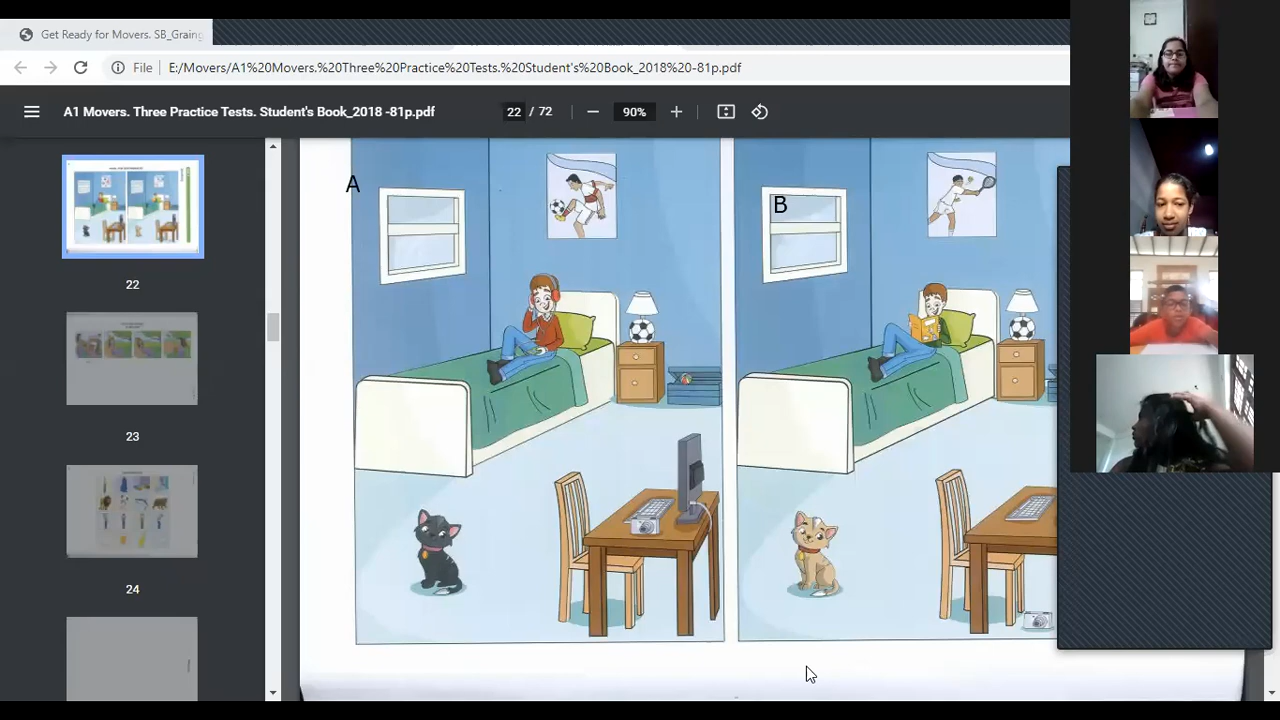 Get Ready for Movers. SB_Graing
File E:/Movers/A1%20Movers.%20Three%20Practice%20Tests.%20Student's%20Book_2018%20-81p.pdf
A1 Movers. Three Practice Tests. Student's Book_2018 -81p.pdf
22 / 72
90%
A
B
22
23
24